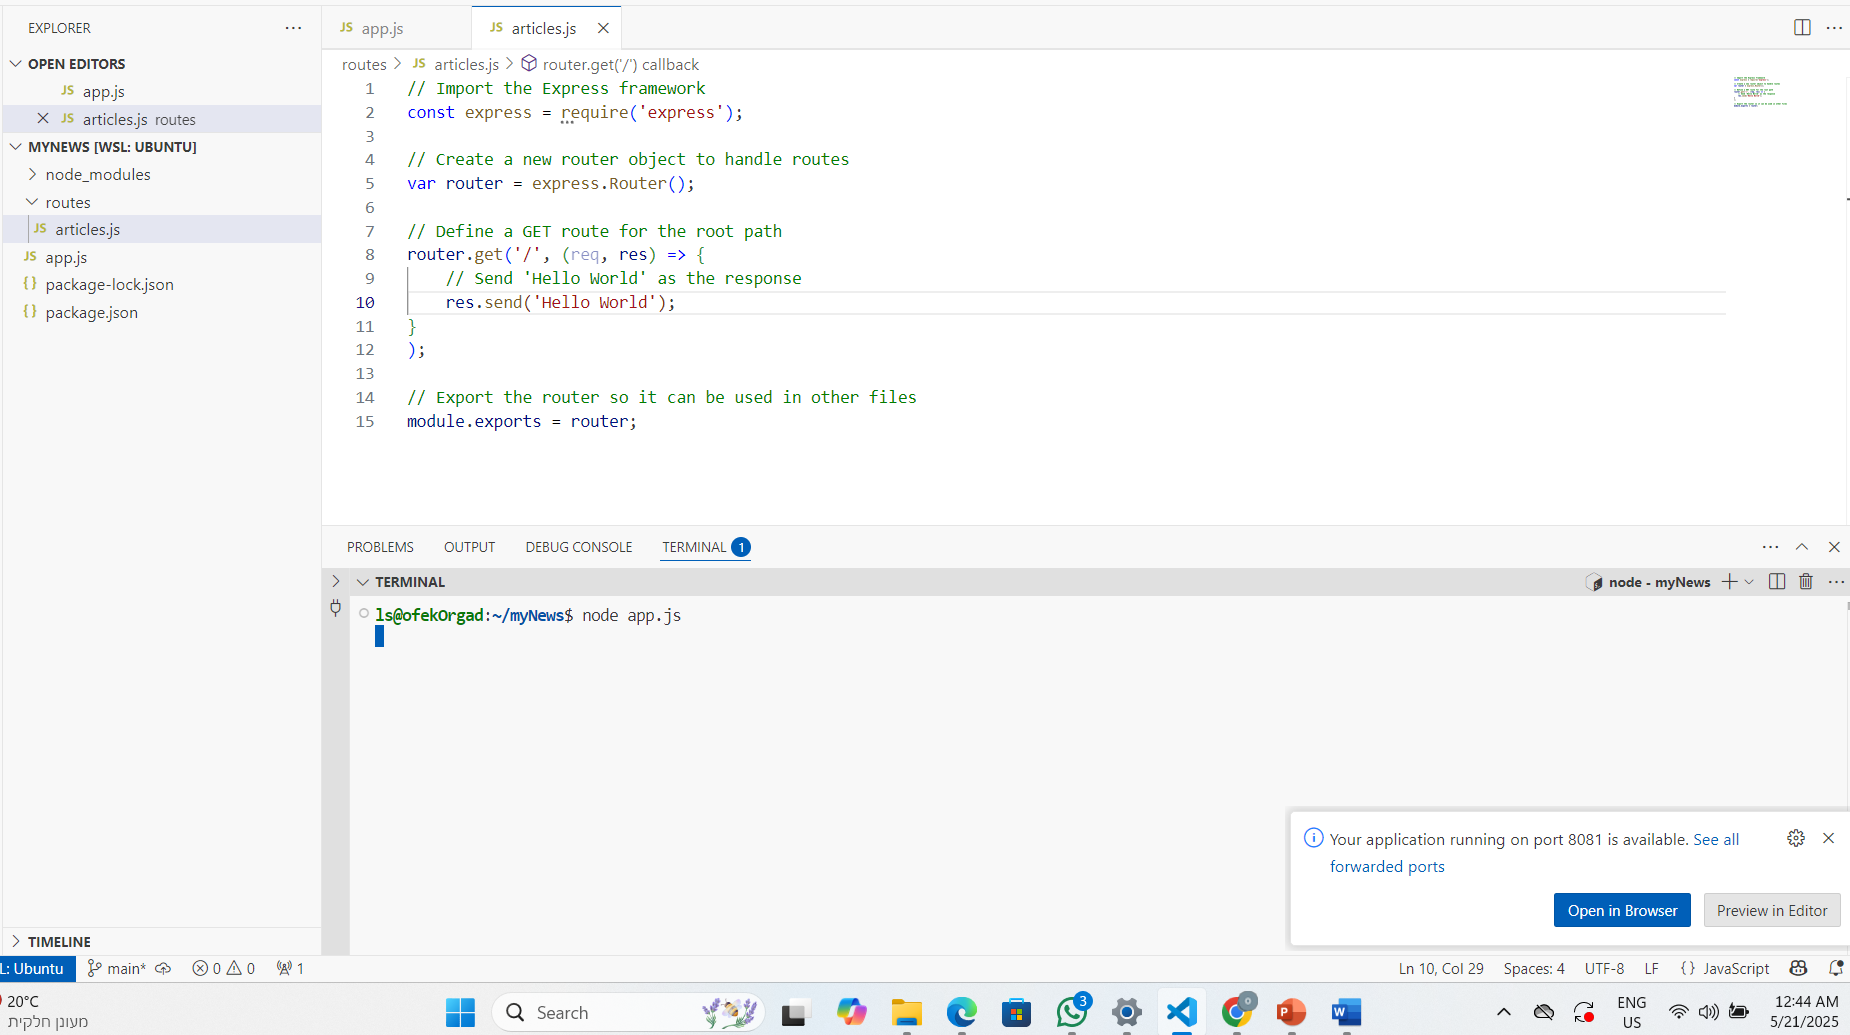 EXPLORER
OPEN EDITORS
JS app.js
JS articles.js routes
MYNEWS [WSL: UBUNTU]
node_modules
routes
JS articles.js
JS app.js
{} package-lock.json
{} package.json
TIMELINE
JS app.js
JS articles.js
routes > JS articles.js > router.get('/') callback
1 // Import the Express framework
2 const express = require('express');
3
4 // Create a new router object to handle routes
5 var router = express.Router();
6
7 // Define a GET route for the root path
8 router.get('/', (req, res) => {
9 // Send 'Hello World' as the response
10 res.send('Hello World');
11 }
12 );
13
14 // Export the router so it can be used in other files
15 module.exports = router;
PROBLEMS OUTPUT DEBUG CONSOLE TERMINAL 1
TERMINAL
node - myNews
ls@ofekOrgad:~/myNews$ node app.js
Your application running on port 8081 is available. See all
forwarded ports
Open in Browser
Preview in Editor
L: Ubuntu main* 0 0 1
Ln 10, Col 29 Spaces: 4 UTF-8 LF {} JavaScript
20°C
מעונן חלקית
Search
3
ENG
US
12:44 AM
5/21/2025